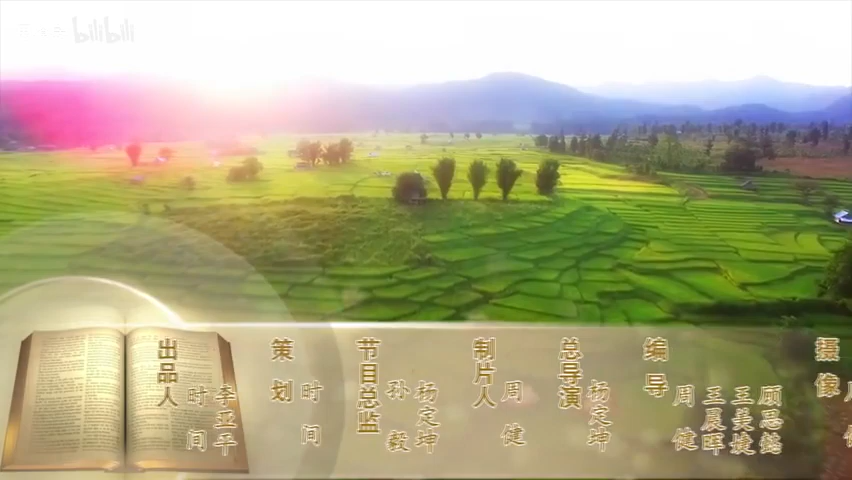 bilibili
出品人
时间
李亚平
策划
时间
节目总监
孙毅
杨定坤
制片人
周健
总导演
杨定坤
编导
周健
王晨晖
王美婕
顾思懿
摄像